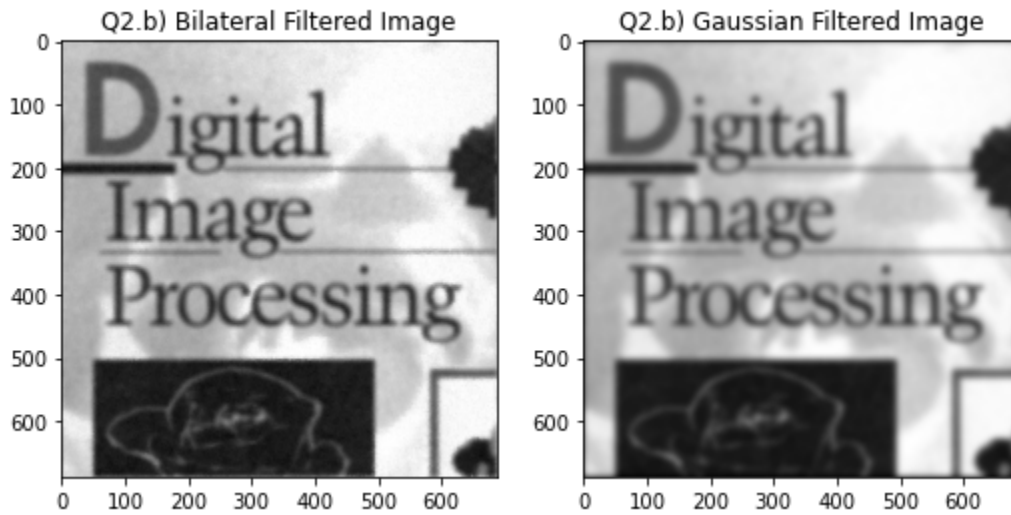 Q2.b) Bilateral Filtered Image
0
100
200
300
400
500
600
Digital
Image
Processing
0 100 200 300 400 500 600
Q2.b) Gaussian Filtered Image
0
100
200
300
400
500
600
Digital
Image
Processing
0 100 200 300 400 500 600